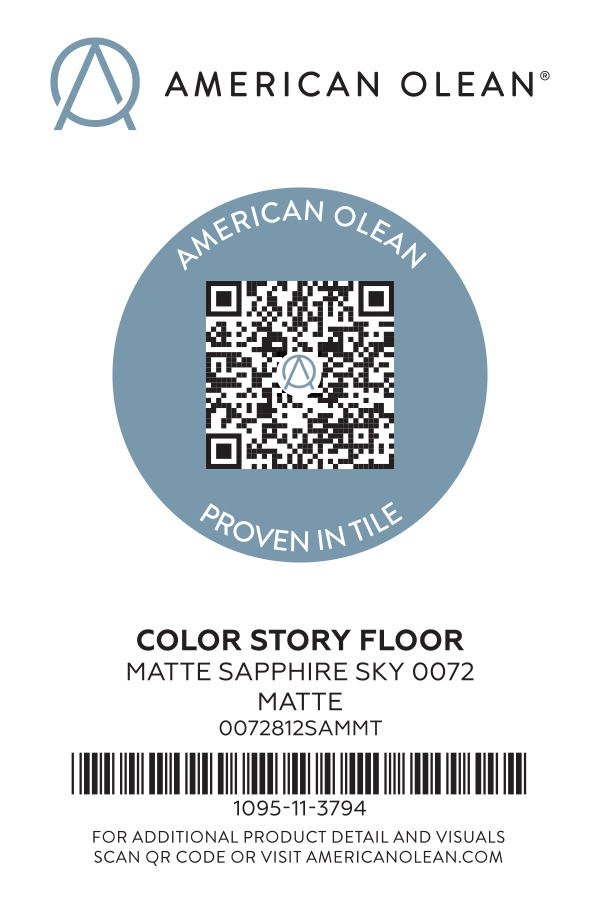 AMERICAN OLEAN®
AMERICAN OLEAN
PROVEN IN TILE
COLOR STORY FLOOR
MATTE SAPPHIRE SKY 0072
MATTE
0072812SAMMT
1095-11-3794
FOR ADDITIONAL PRODUCT DETAIL AND VISUALS
SCAN QR CODE OR VISIT AMERICANOLEAN.COM